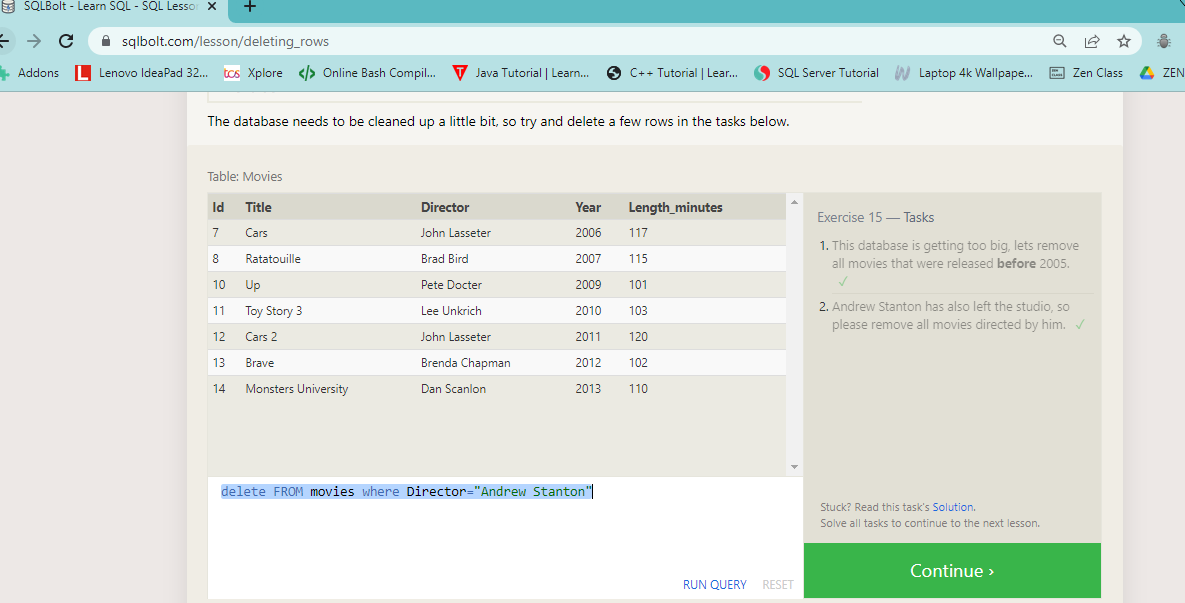 SQLBolt - Learn SQL - SQL Lesso
sqlbolt.com/lesson/deleting_rows
Addons Lenovo IdeaPad 32... tcs Xplore Online Bash Compil... Java Tutorial | Learn... C++ Tutorial | Lear... SQL Server Tutorial Laptop 4k Wallpape... Zen Class ZEN
The database needs to be cleaned up a little bit, so try and delete a few rows in the tasks below.
Table: Movies
Id Title Director Year Length_minutes
7 Cars John Lasseter 2006 117
8 Ratatouille Brad Bird 2007 115
10 Up Pete Docter 2009 101
11 Toy Story 3 Lee Unkrich 2010 103
12 Cars 2 John Lasseter 2011 120
13 Brave Brenda Chapman 2012 102
14 Monsters University Dan Scanlon 2013 110
delete FROM movies where Director="Andrew Stanton"
RUN QUERY RESET
Exercise 15 — Tasks
1. This database is getting too big, lets remove
all movies that were released before 2005.
✓
2. Andrew Stanton has also left the studio, so
please remove all movies directed by him. ✓
Stuck? Read this task's Solution.
Solve all tasks to continue to the next lesson.
Continue ›